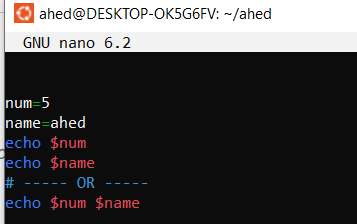 ahed@DESKTOP-OK5G6FV: ~/ahed
GNU nano 6.2
num=5
name=ahed
echo $num
echo $name
# ----- OR -----
echo $num $name